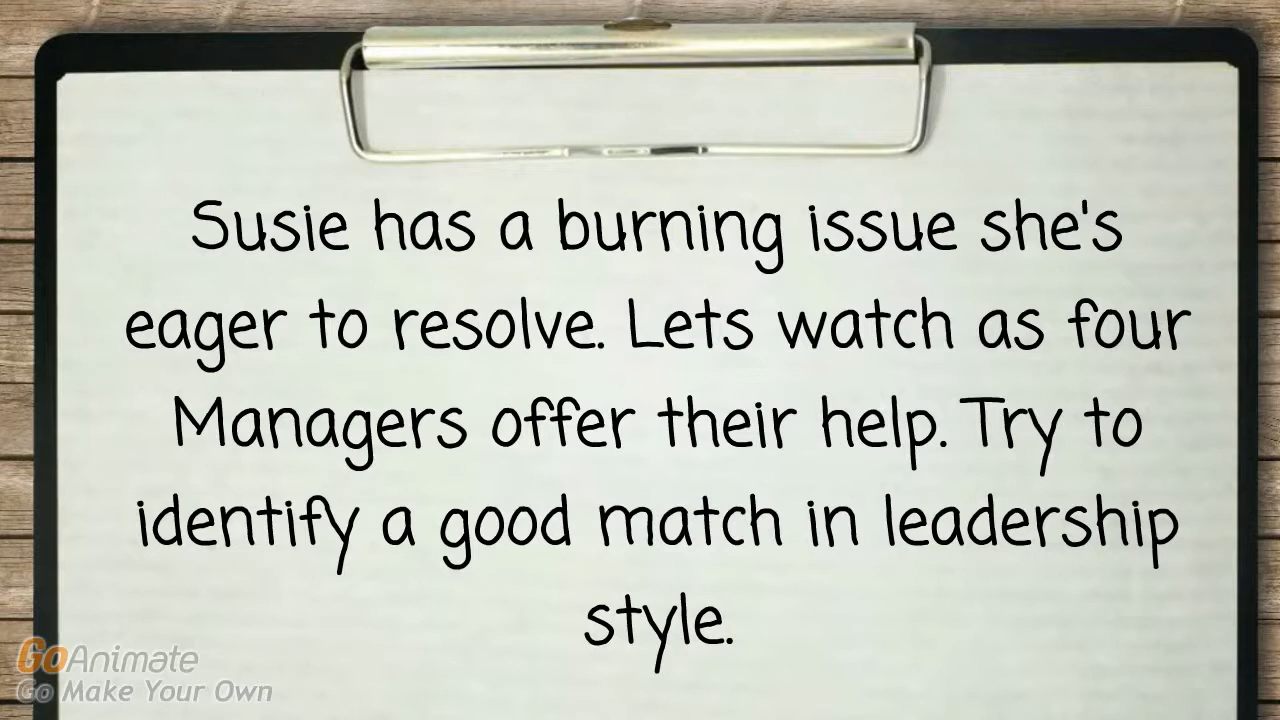 Susie has a burning issue she's
eager to resolve. Lets watch as four
Managers offer their help. Try to
identify a good match in leadership
style.
GoAnimate
Go Make Your Own